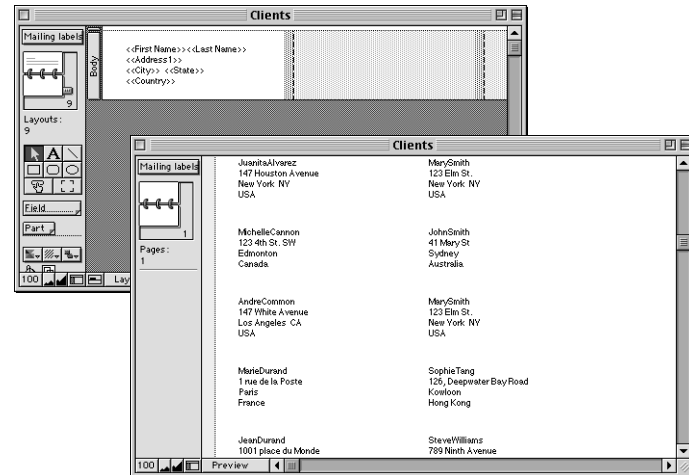 Clients
Mailing labels
Body
<<First Name>><<Last Name>>
<<Address1>>
<<City>> <<State>>
<<Country>>
9
Layouts:
9
A
Field
Part
100
Lay
Clients
Mailing labels
1
Pages:
1
JuanitaAlvarez
147 Houston Avenue
New York NY
USA
MarySmith
123 Elm St.
New York NY
USA
MichelleCannon
123 4th St. SW
Edmonton
Canada
JohnSmith
41 Mary St
Sydney
Australia
AndreCommon
147 White Avenue
Los Angeles CA
USA
MarySmith
123 Elm St.
New York NY
USA
MarieDurand
1 rue de la Poste
Paris
France
SophieTang
126, Deepwater Bay Road
Kowloon
Hong Kong
JeanDurand
1001 place du Monde
SteveWilliams
789 Ninth Avenue
100
Preview